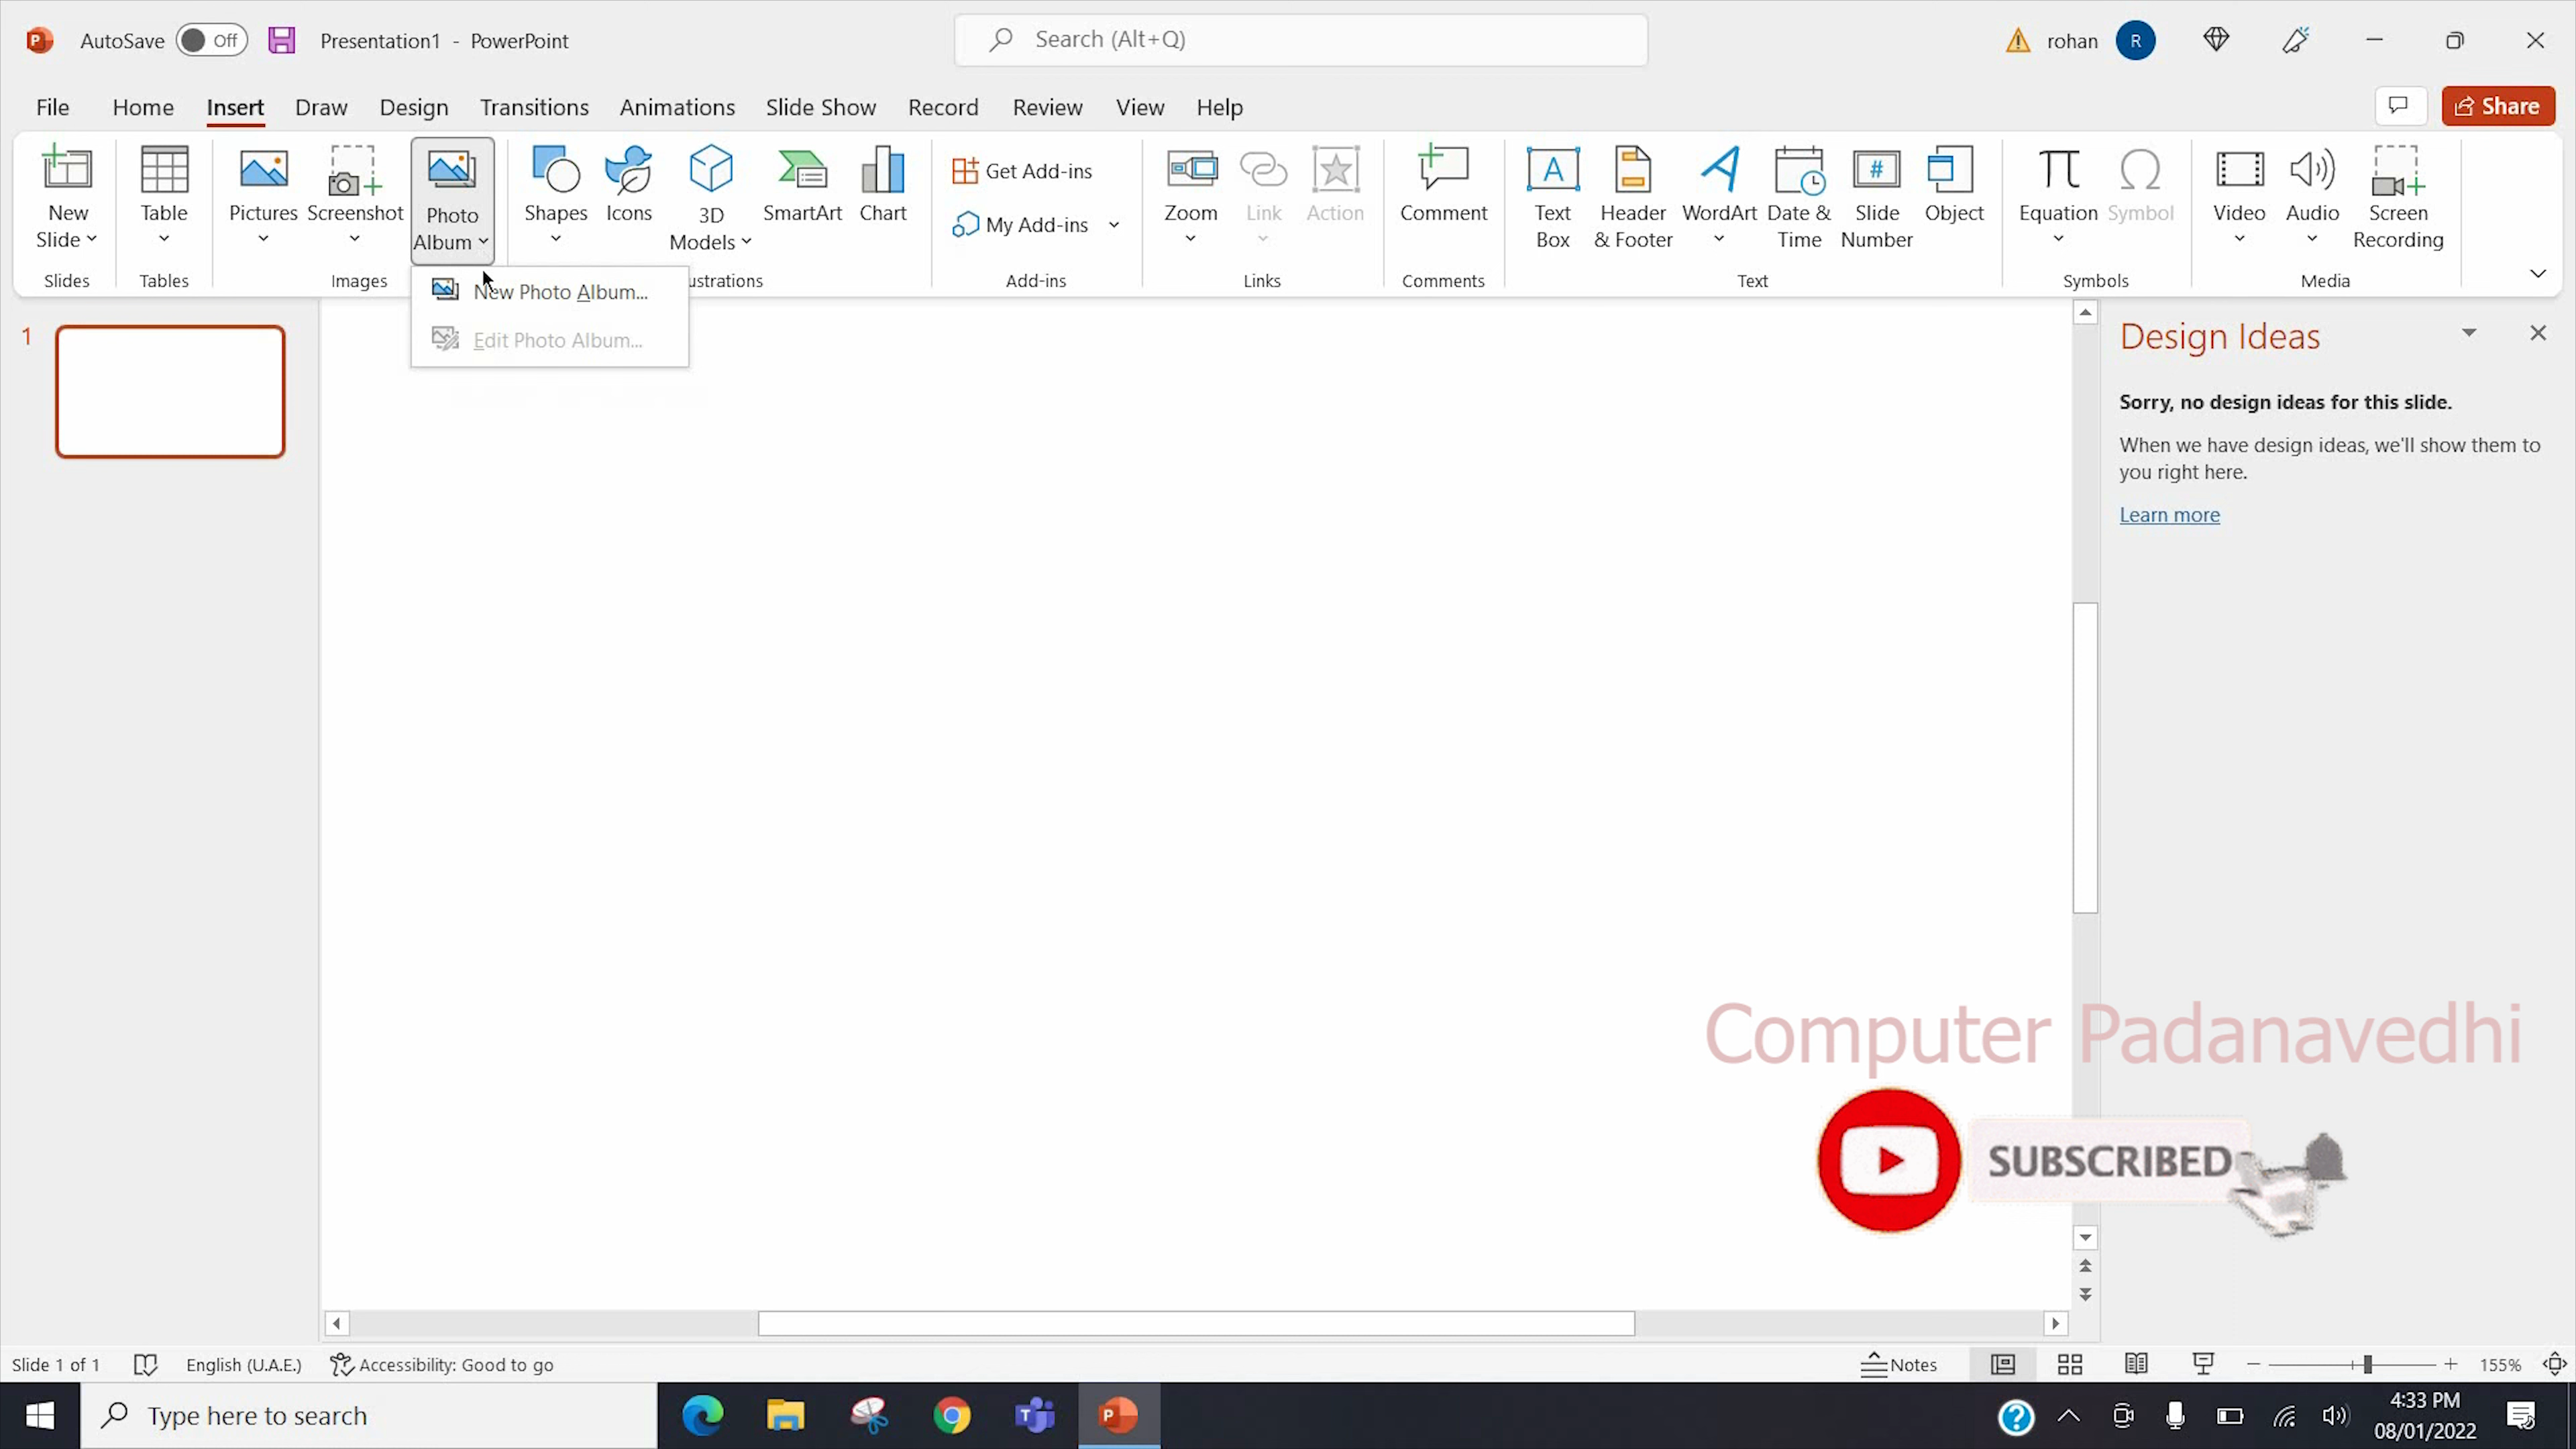 AutoSave Off Presentation1 - PowerPoint Search (Alt+Q) rohan R
File Home Insert Draw Design Transitions Animations Slide Show Record Review View Help Share
New Slide Table Pictures Screenshot Photo Album Shapes Icons 3D Models SmartArt Chart Get Add-ins My Add-ins Zoom Link Action Comment Text Box Header & Footer WordArt Date & Time Slide Number Object Equation Symbol Video Audio Screen Recording
Slides Tables Images ustrations Add-ins Links Comments Text Symbols Media
New Photo Album...
Edit Photo Album...
1
Design Ideas
Sorry, no design ideas for this slide.
When we have design ideas, we'll show them to
you right here.
Learn more
Computer Padanavedhi
SUBSCRIBED
Slide 1 of 1 English (U.A.E.) Accessibility: Good to go Notes 155%
Type here to search 4:33 PM
08/01/2022